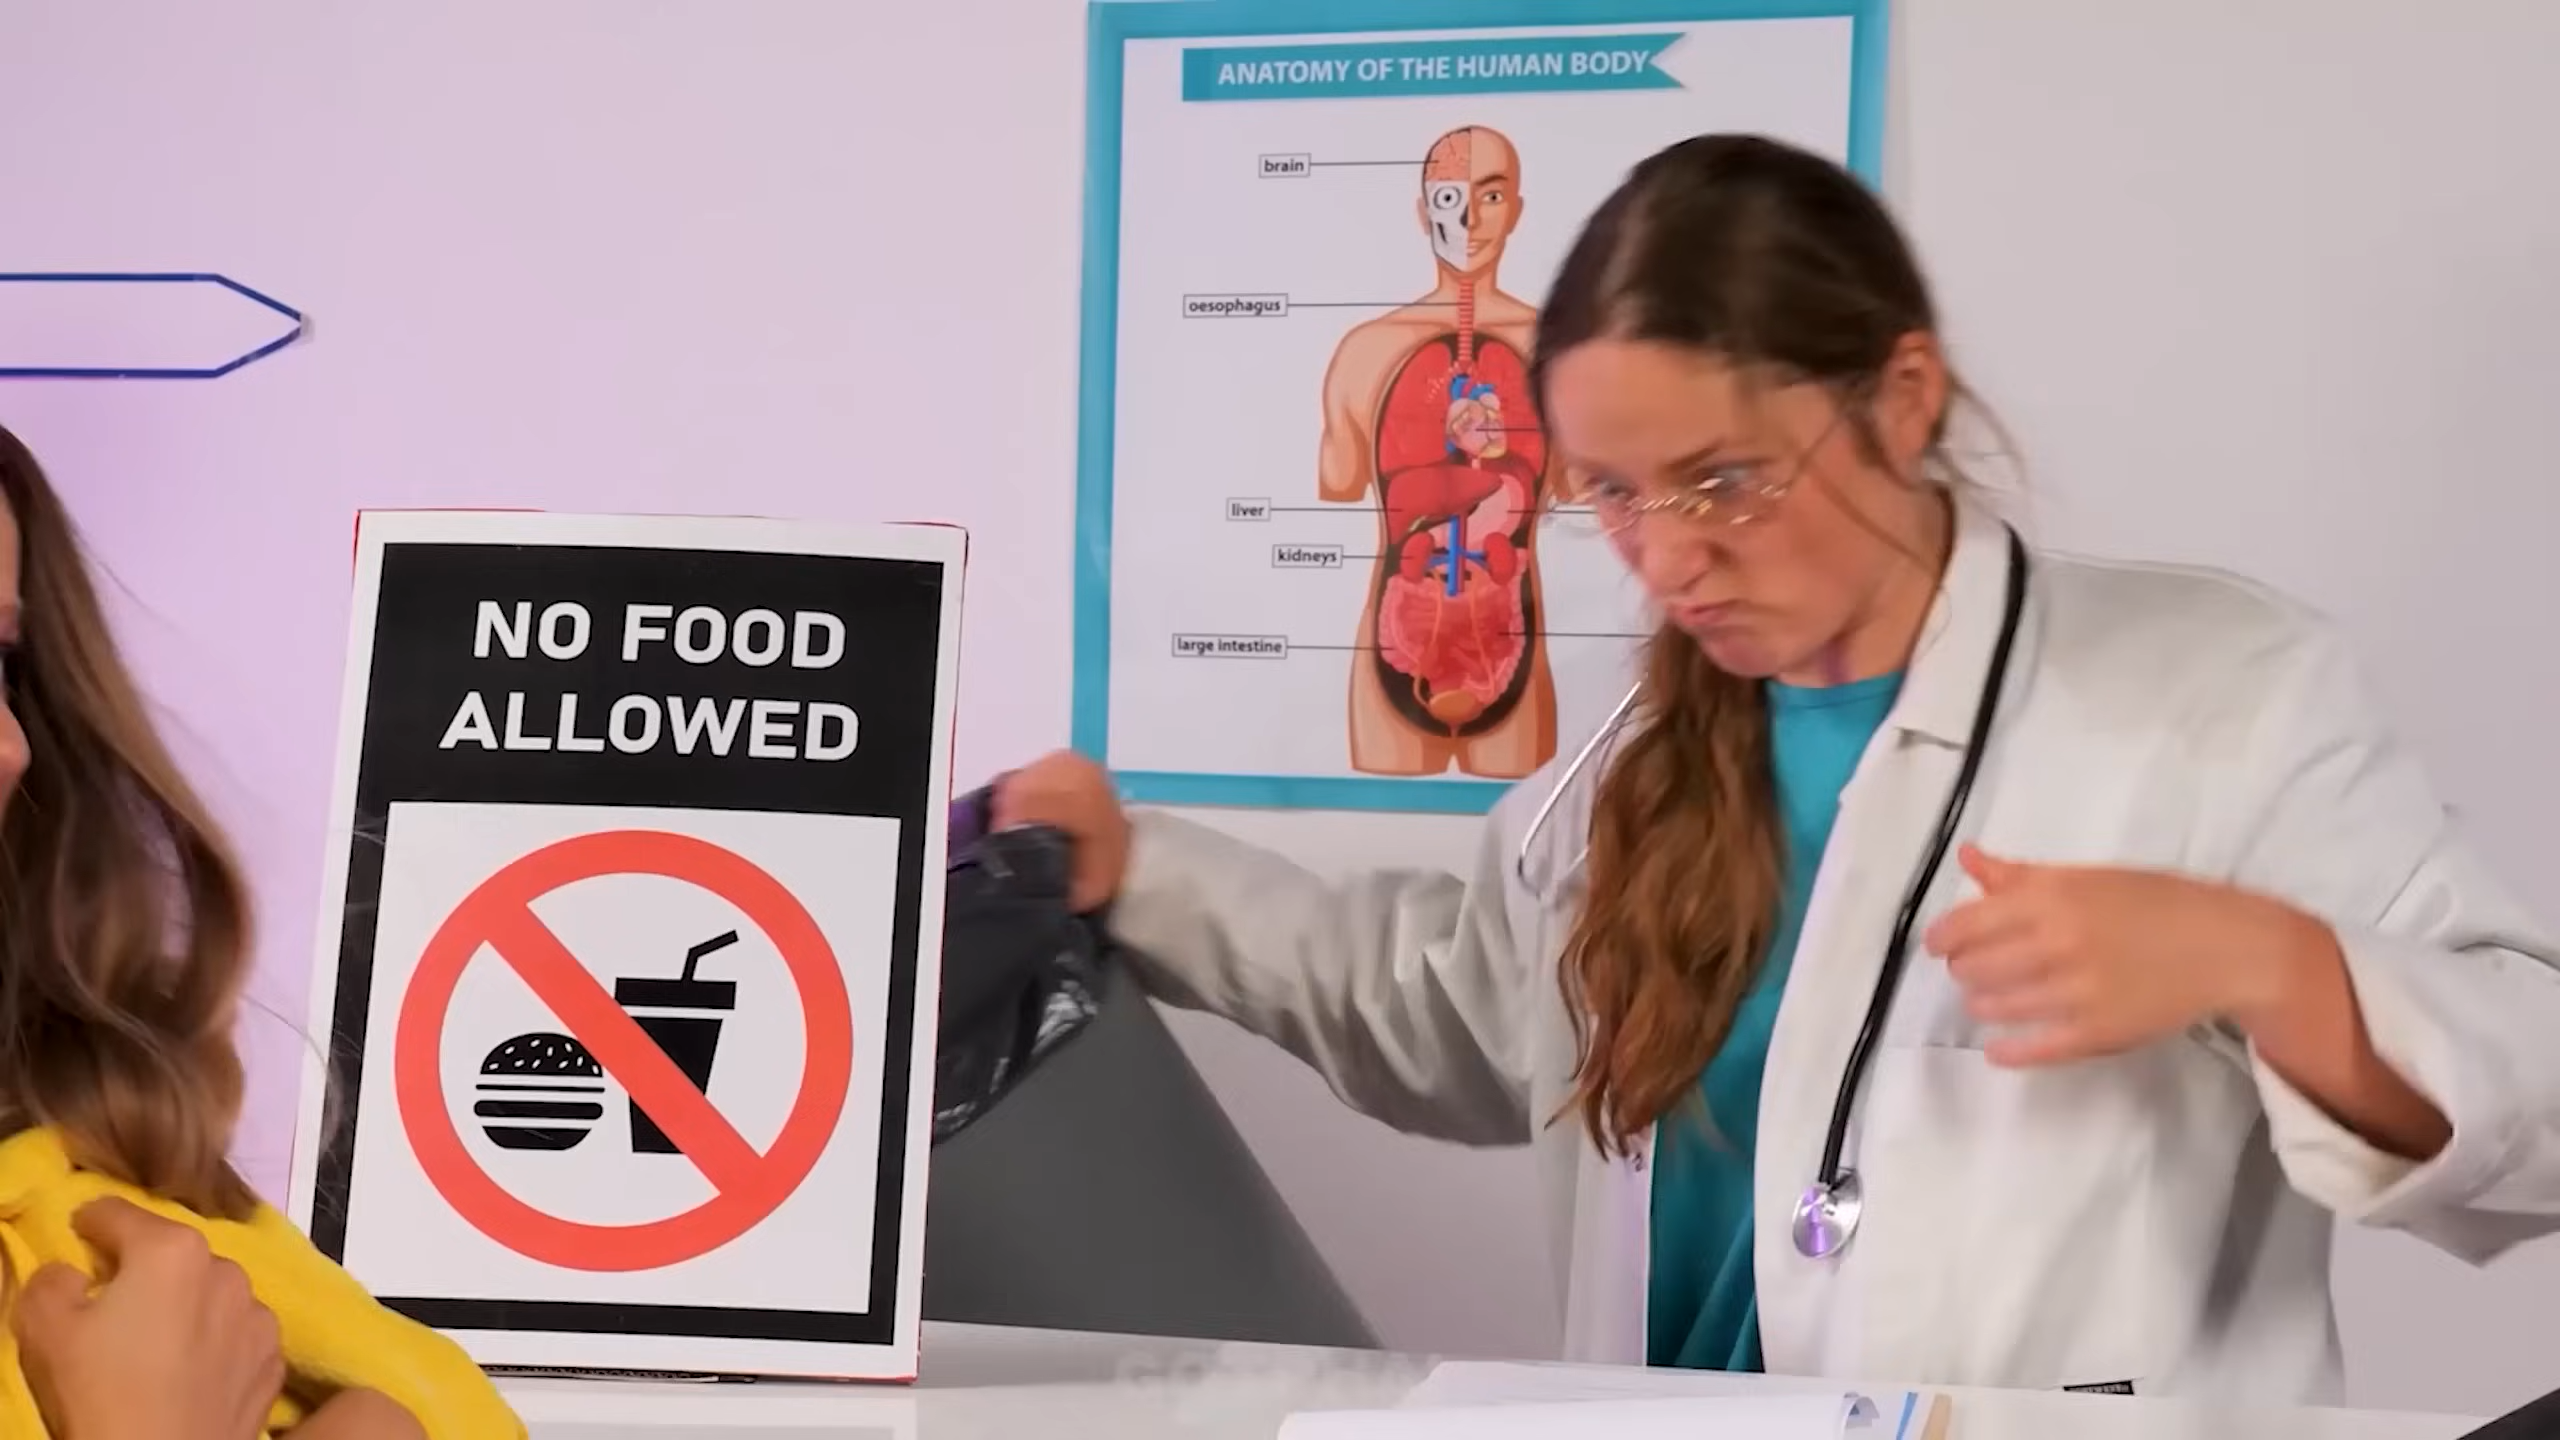 ANATOMY OF THE HUMAN BODY
brain
oesophagus
liver
kidneys
large intestine
NO FOOD
ALLOWED